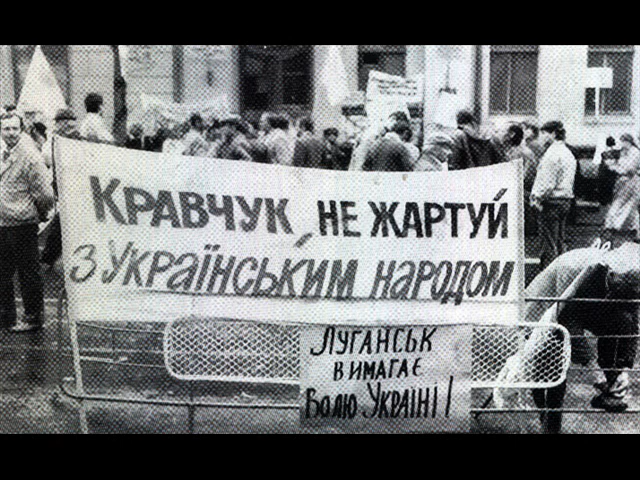 КРАВЧУК, НЕ ЖАРТУЙ
З УКРАЇНСЬКИМ НАРОДОМ
ЛУГАНСЬК
ВИМАГАЄ
ВОЛЮ УКРАЇНІ!